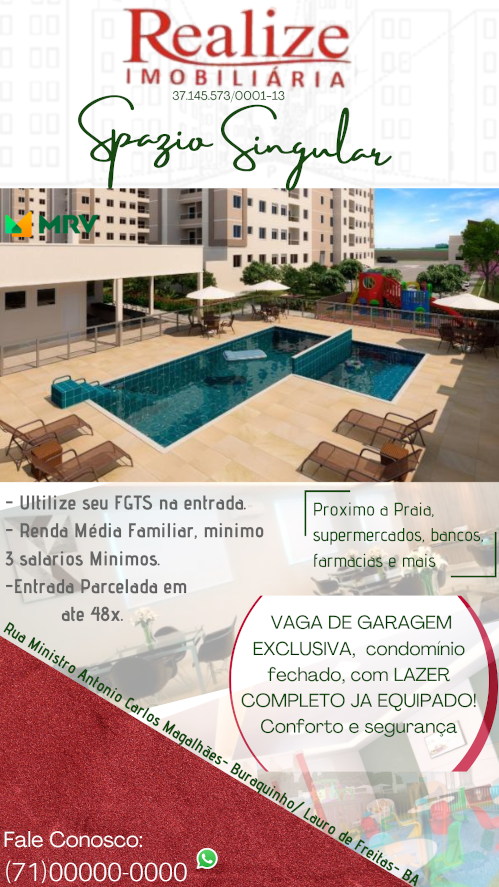 Realize
IMOBILIÁRIA
37.145.573/0001-13
Spazio Singular
MRV
- Ultilize seu FGTS na entrada.
- Renda Média Familiar, minimo
3 salarios Minimos.
-Entrada Parcelada em
ate 48x.
Proximo a Praia,
supermercados, bancos,
farmacias e mais
VAGA DE GARAGEM
EXCLUSIVA, condomínio
fechado, com LAZER
COMPLETO JA EQUIPADO!
Conforto e segurança
Rua Ministro Antonio Carlos Magalhães- Buraquinho/ Lauro de Freitas- BA
Fale Conosco:
(71)00000-0000